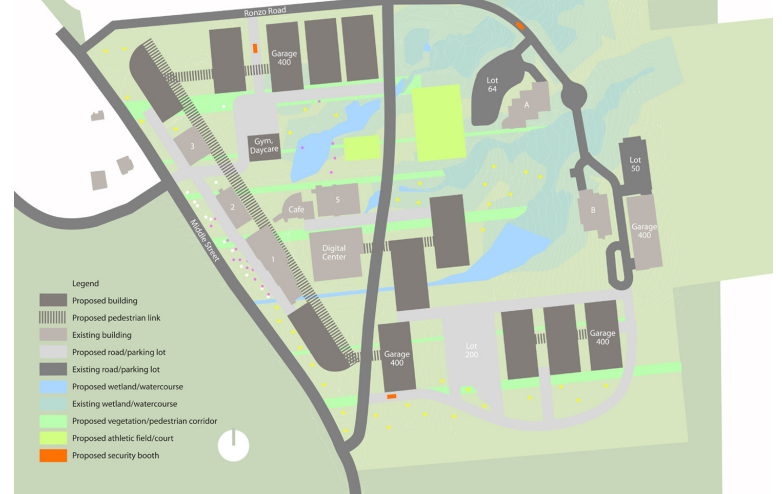 Ronzo Road
Garage
400
Lot
64
A
3
Gym,
Daycare
Lot
50
2
Cafe
5
B
Middle Street
1
Digital
Center
Garage
400
Legend
Proposed building
Proposed pedestrian link
Existing building
Proposed road/parking lot
Existing road/parking lot
Proposed wetland/watercourse
Existing wetland/watercourse
Proposed vegetation/pedestrian corridor
Proposed athletic field/court
Proposed security booth
Garage
400
Lot
200
Garage
400